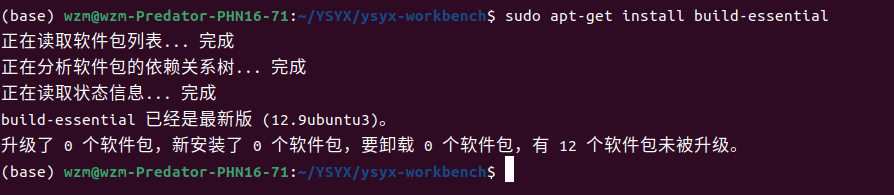 (base) wzm@wzm-Predator-PHN16-71:~/YSYX/ysyx-workbench$ sudo apt-get install build-essential
正在读取软件包列表... 完成
正在分析软件包的依赖关系树... 完成
正在读取状态信息... 完成
build-essential 已经是最新版 (12.9ubuntu3)。
升级了 0 个软件包，新安装了 0 个软件包，要卸载 0 个软件包，有 12 个软件包未被升级。
(base) wzm@wzm-Predator-PHN16-71:~/YSYX/ysyx-workbench$